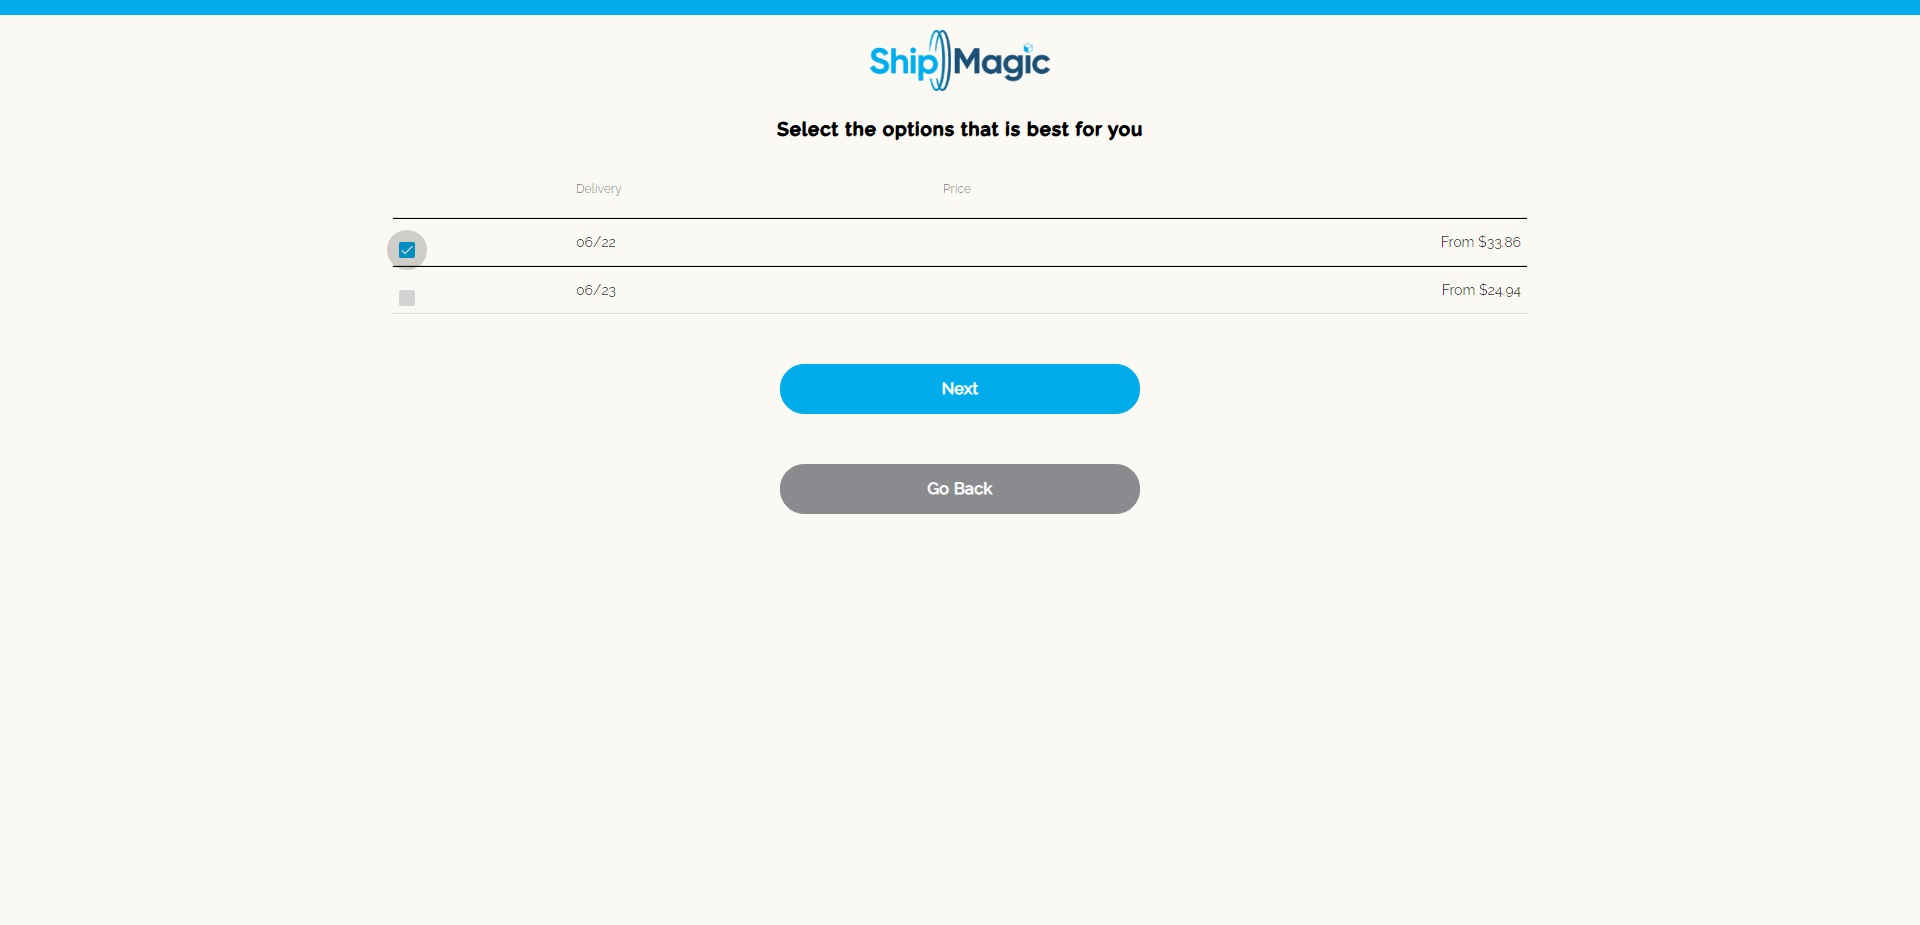 ShipMagic
Select the options that is best for you
Delivery Price
06/22 From $33.86
06/23 From $24.94
Next
Go Back